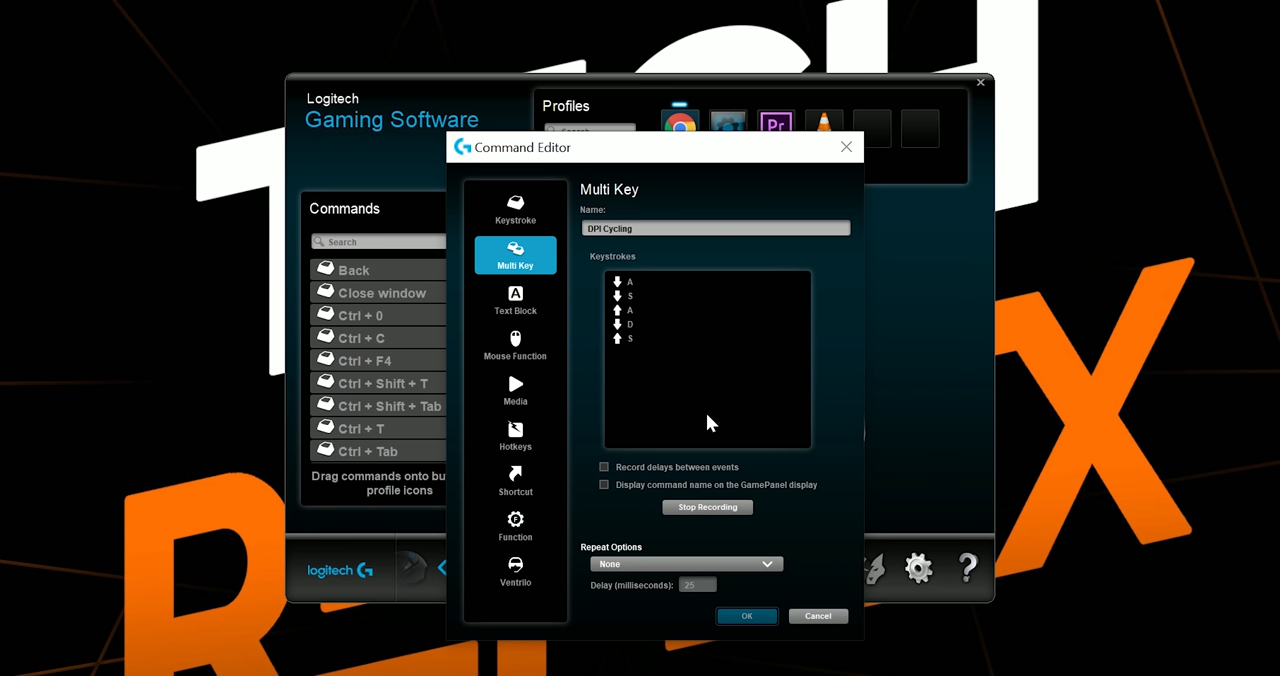 Logitech
Gaming Software
Profiles
Search
Pr
Command Editor
Commands
Search
Back
Close window
Ctrl + 0
Ctrl + C
Ctrl + F4
Ctrl + Shift + T
Ctrl + Shift + Tab
Ctrl + T
Ctrl + Tab
Drag commands onto bu
profile icons
logitech
Keystroke
Multi Key
A
Text Block
Mouse Function
Media
Hotkeys
Shortcut
F
Function
Ventrilo
Multi Key
Name:
DPI Cycling
Keystrokes
A
S
A
D
S
Record delays between events
Display command name on the GamePanel display
Stop Recording
Repeat Options
None
Delay (milliseconds): 25
OK Cancel
?